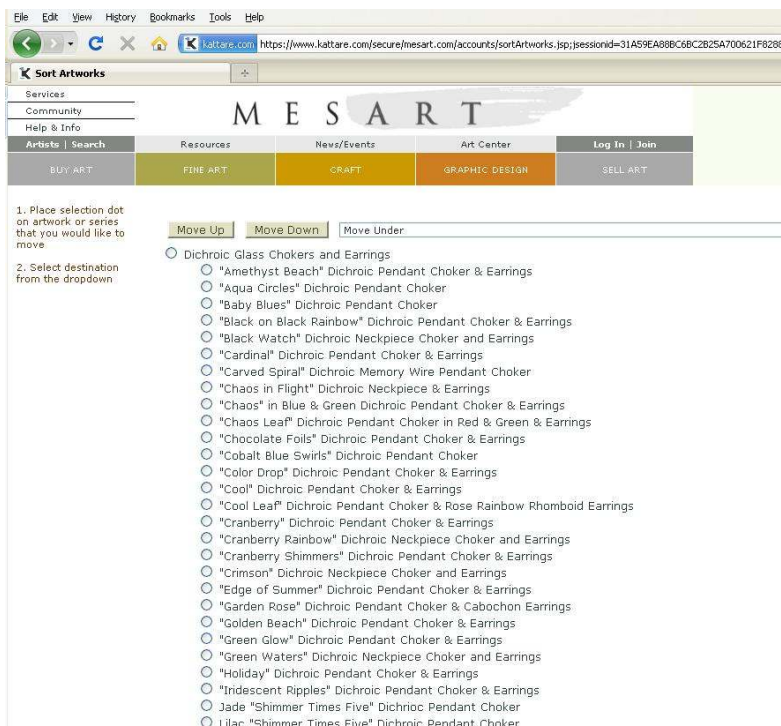 File Edit View History Bookmarks Tools Help
kattare.com https://www.kattare.com/secure/mesart.com/accounts/sortArtworks.jsp;jsessionid=31A59EA88BC6BC2B25A700621F828
Sort Artworks
Services
Community
Help & Info
MESART
Artists | Search Resources News/Events Art Center Log In | Join
BUY ART FINE ART CRAFT GRAPHIC DESIGN SELL ART
1. Place selection dot
on artwork or series
that you would like to
move
2. Select destination
from the dropdown
Move Up Move Down Move Under
Dichroic Glass Chokers and Earrings
"Amethyst Beach" Dichroic Pendant Choker & Earrings
"Aqua Circles" Dichroic Pendant Choker
"Baby Blues" Dichroic Pendant Choker
"Black on Black Rainbow" Dichroic Pendant Choker & Earrings
"Black Watch" Dichroic Neckpiece Choker and Earrings
"Cardinal" Dichroic Pendant Choker & Earrings
"Carved Spiral" Dichroic Memory Wire Pendant Choker
"Chaos in Flight" Dichroic Neckpiece & Earrings
"Chaos" in Blue & Green Dichroic Pendant Choker & Earrings
"Chaos Leaf" Dichroic Pendant Choker in Red & Green & Earrings
"Chocolate Foils" Dichroic Pendant Choker & Earrings
"Cobalt Blue Swirls" Dichroic Pendant Choker
"Color Drop" Dichroic Pendant Choker & Earrings
"Cool" Dichroic Pendant Choker & Earrings
"Cool Leaf" Dichroic Pendant Choker & Rose Rainbow Rhomboid Earrings
"Cranberry" Dichroic Pendant Choker & Earrings
"Cranberry Rainbow" Dichroic Neckpiece Choker and Earrings
"Cranberry Shimmers" Dichroic Pendant Choker & Earrings
"Crimson" Dichroic Neckpiece Choker and Earrings
"Edge of Summer" Dichroic Pendant Choker & Earrings
"Garden Rose" Dichroic Pendant Choker & Cabochon Earrings
"Golden Beach" Dichroic Pendant Choker & Earrings
"Green Glow" Dichroic Pendant Choker & Earrings
"Green Waters" Dichroic Neckpiece Choker and Earrings
"Holiday" Dichroic Pendant Choker & Earrings
"Iridescent Ripples" Dichroic Pendant Choker & Earrings
Jade "Shimmer Times Five" Dichrioc Pendant Choker
Lilac "Shimmer Times Five" Dichroic Pendant Choker